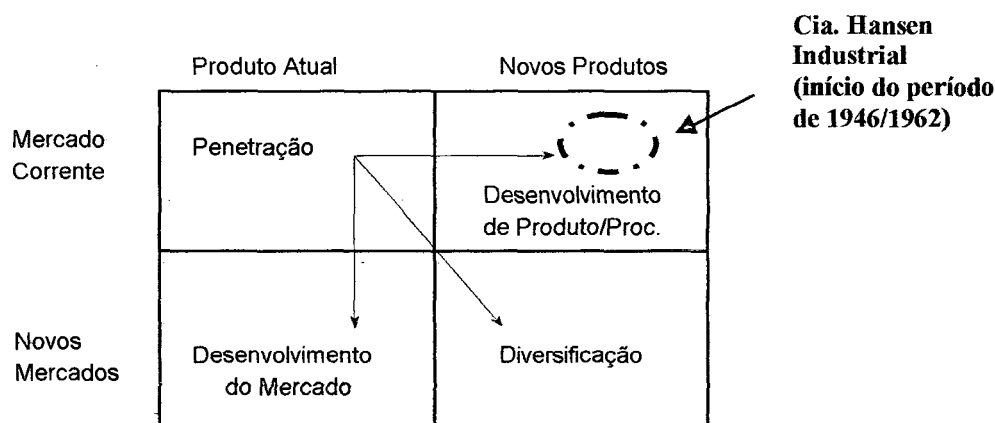 Cia. Hansen
Industrial
(início do período
de 1946/1962)
Produto Atual
Novos Produtos
Mercado
Corrente
Penetração
Desenvolvimento
de Produto/Proc.
Novos
Mercados
Desenvolvimento
do Mercado
Diversificação